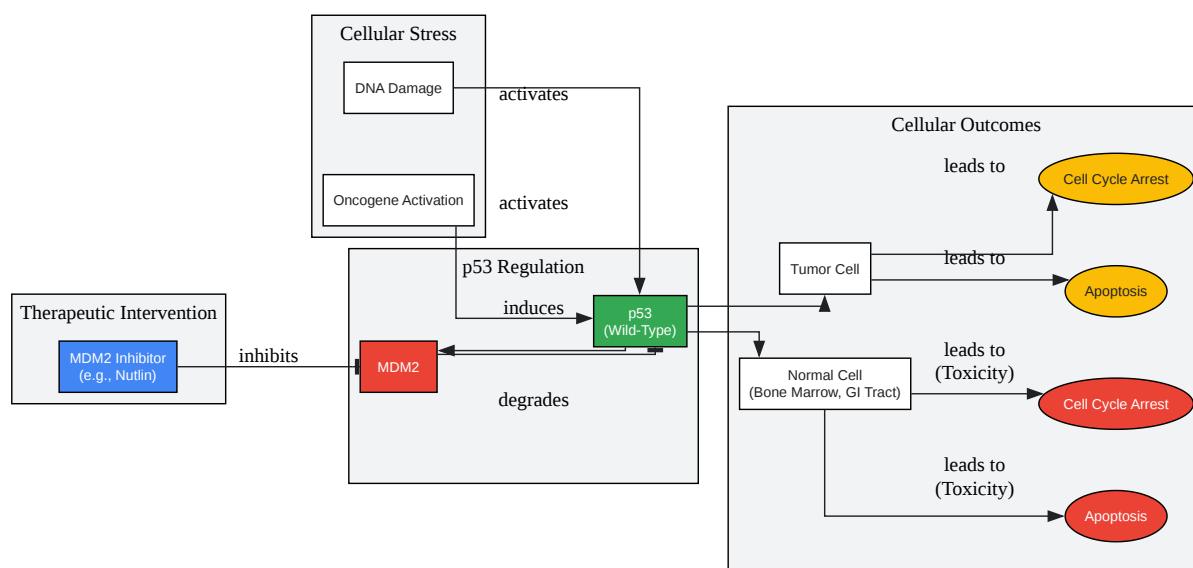 Cellular Stress
DNA Damage
activates
Oncogene Activation
activates
Therapeutic Intervention
MDM2 Inhibitor
(e.g., Nutlin)
inhibits
p53 Regulation
induces
p53
(Wild-Type)
MDM2
degrades
Cellular Outcomes
leads to
Cell Cycle Arrest
Tumor Cell
leads to
Apoptosis
Normal Cell
(Bone Marrow, GI Tract)
leads to
(Toxicity)
Cell Cycle Arrest
leads to
(Toxicity)
Apoptosis